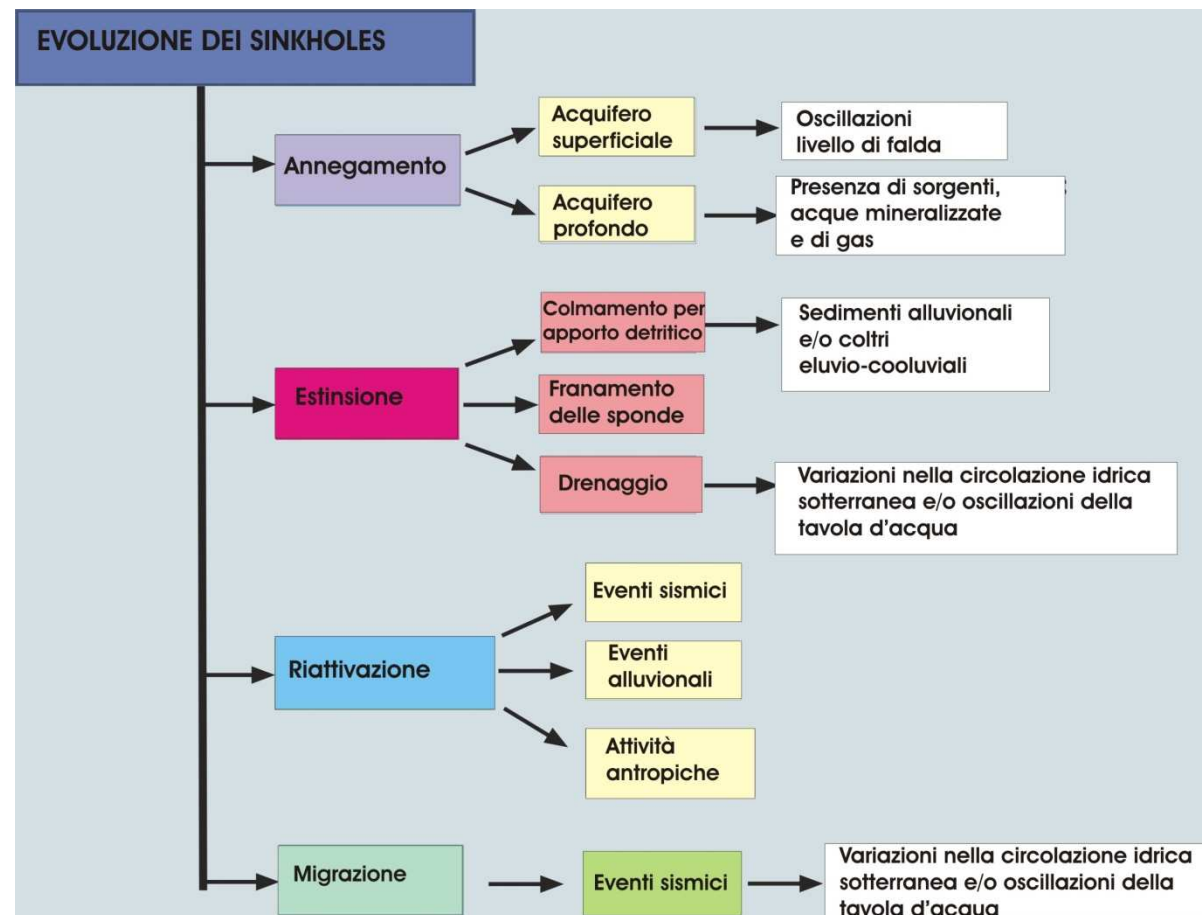 EVOLUZIONE DEI SINKHOLES
Annegamento
Acquifero
superficiale
Oscillazioni
livello di falda
Acquifero
profondo
Presenza di sorgenti,
acque mineralizzate
e di gas
Estinsione
Colmamento per
apporto detritico
Sedimenti alluvionali
e/o coltri
eluvio-cooluviali
Franamento
delle sponde
Drenaggio
Variazioni nella circolazione idrica
sotterranea e/o oscillazioni della
tavola d'acqua
Riattivazione
Eventi sismici
Eventi
alluvionali
Attività
antropiche
Migrazione
Eventi sismici
Variazioni nella circolazione idrica
sotterranea e/o oscillazioni della
tavola d'acqua